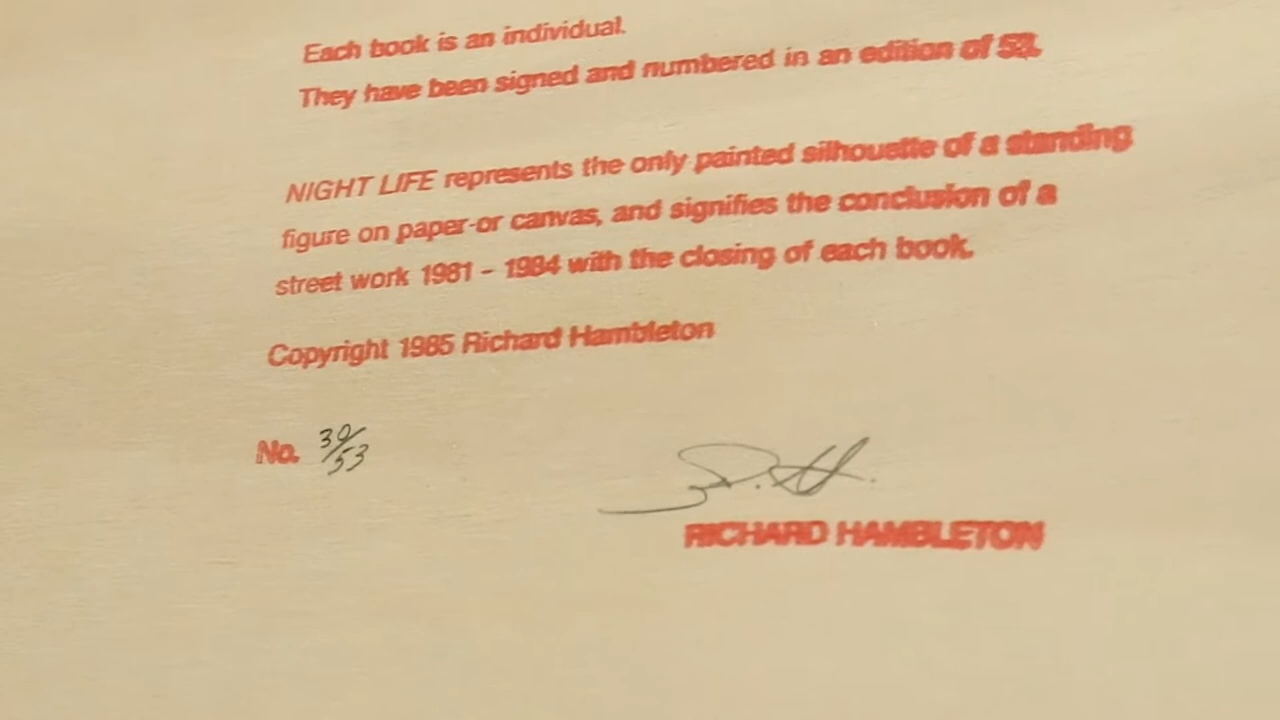 Each book is an individual.
They have been signed and numbered in an edition of 53.
NIGHT LIFE represents the only painted silhouette of a standing
figure on paper or canvas, and signifies the conclusion of a
street work 1981 - 1984 with the closing of each book.
Copyright 1985 Richard Hambleton
No. 30/53
R.H.
RICHARD HAMBLETON